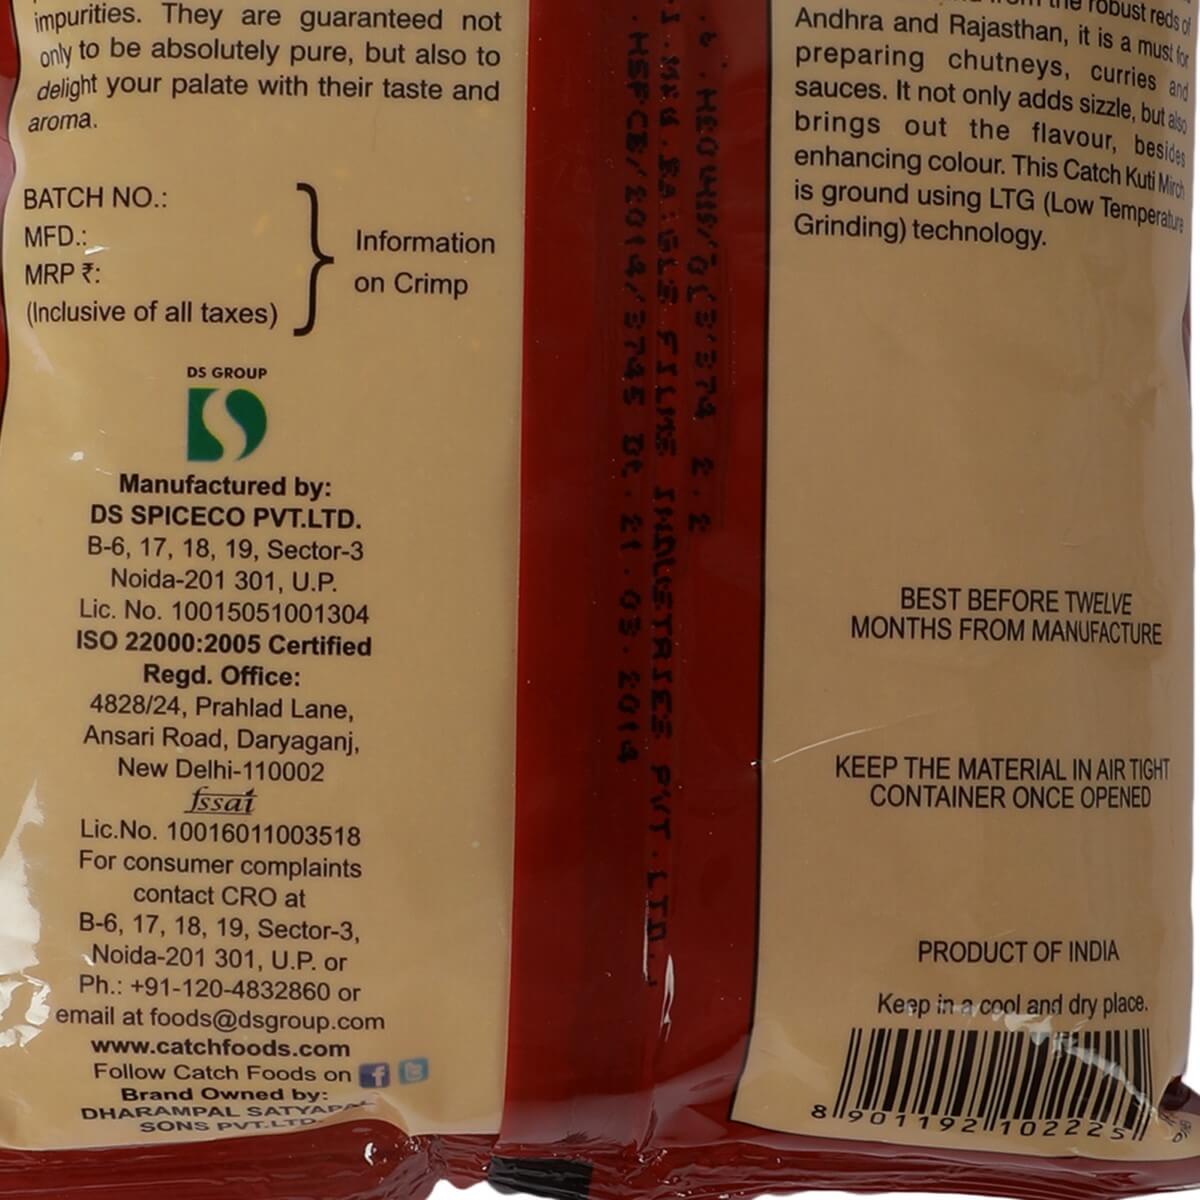 impurities. They are guaranteed not
only to be absolutely pure, but also to
delight your palate with their taste and
aroma.
BATCH NO.:
MFD.:
MRP ₹:
(Inclusive of all taxes)
Information
on Crimp
DS GROUP
Manufactured by:
DS SPICECO PVT.LTD.
B-6, 17, 18, 19, Sector-3
Noida-201 301, U.P.
Lic. No. 10015051001304
ISO 22000:2005 Certified
Regd. Office:
4828/24, Prahlad Lane,
Ansari Road, Daryaganj,
New Delhi-110002
fssai
Lic.No. 10016011003518
For consumer complaints
contact CRO at
B-6, 17, 18, 19, Sector-3,
Noida-201 301, U.P. or
Ph.: +91-120-4832860 or
email at foods@dsgroup.com
www.catchfoods.com
Follow Catch Foods on
Brand Owned by:
DHARAMPAL SATYAPAL
SONS PVT.LTD.
FILMS INDUSTRIES PVT.LTD.
/2014/3745 Dt. 21.03.2014
from the robust reds of
Andhra and Rajasthan, it is a must for
preparing chutneys, curries and
sauces. It not only adds sizzle, but also
brings out the flavour, besides
enhancing colour. This Catch Kuti Mirch
is ground using LTG (Low Temperature
Grinding) technology.
BEST BEFORE TWELVE
MONTHS FROM MANUFACTURE
KEEP THE MATERIAL IN AIR TIGHT
CONTAINER ONCE OPENED
PRODUCT OF INDIA
Keep in a cool and dry place.
8 901192 102225